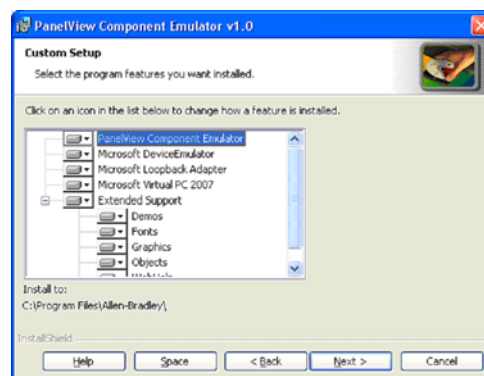 PanelView Component Emulator v1.0
Custom Setup
Select the program features you want installed.
Click on an icon in the list below to change how a feature is installed.
PanelView Component Emulator
Microsoft DeviceEmulator
Microsoft Loopback Adapter
Microsoft Virtual PC 2007
Extended Support
Demos
Fonts
Graphics
Objects
Install to:
C:\Program Files\Allen-Bradley\
InstallShield
Help Space < Back Next > Cancel